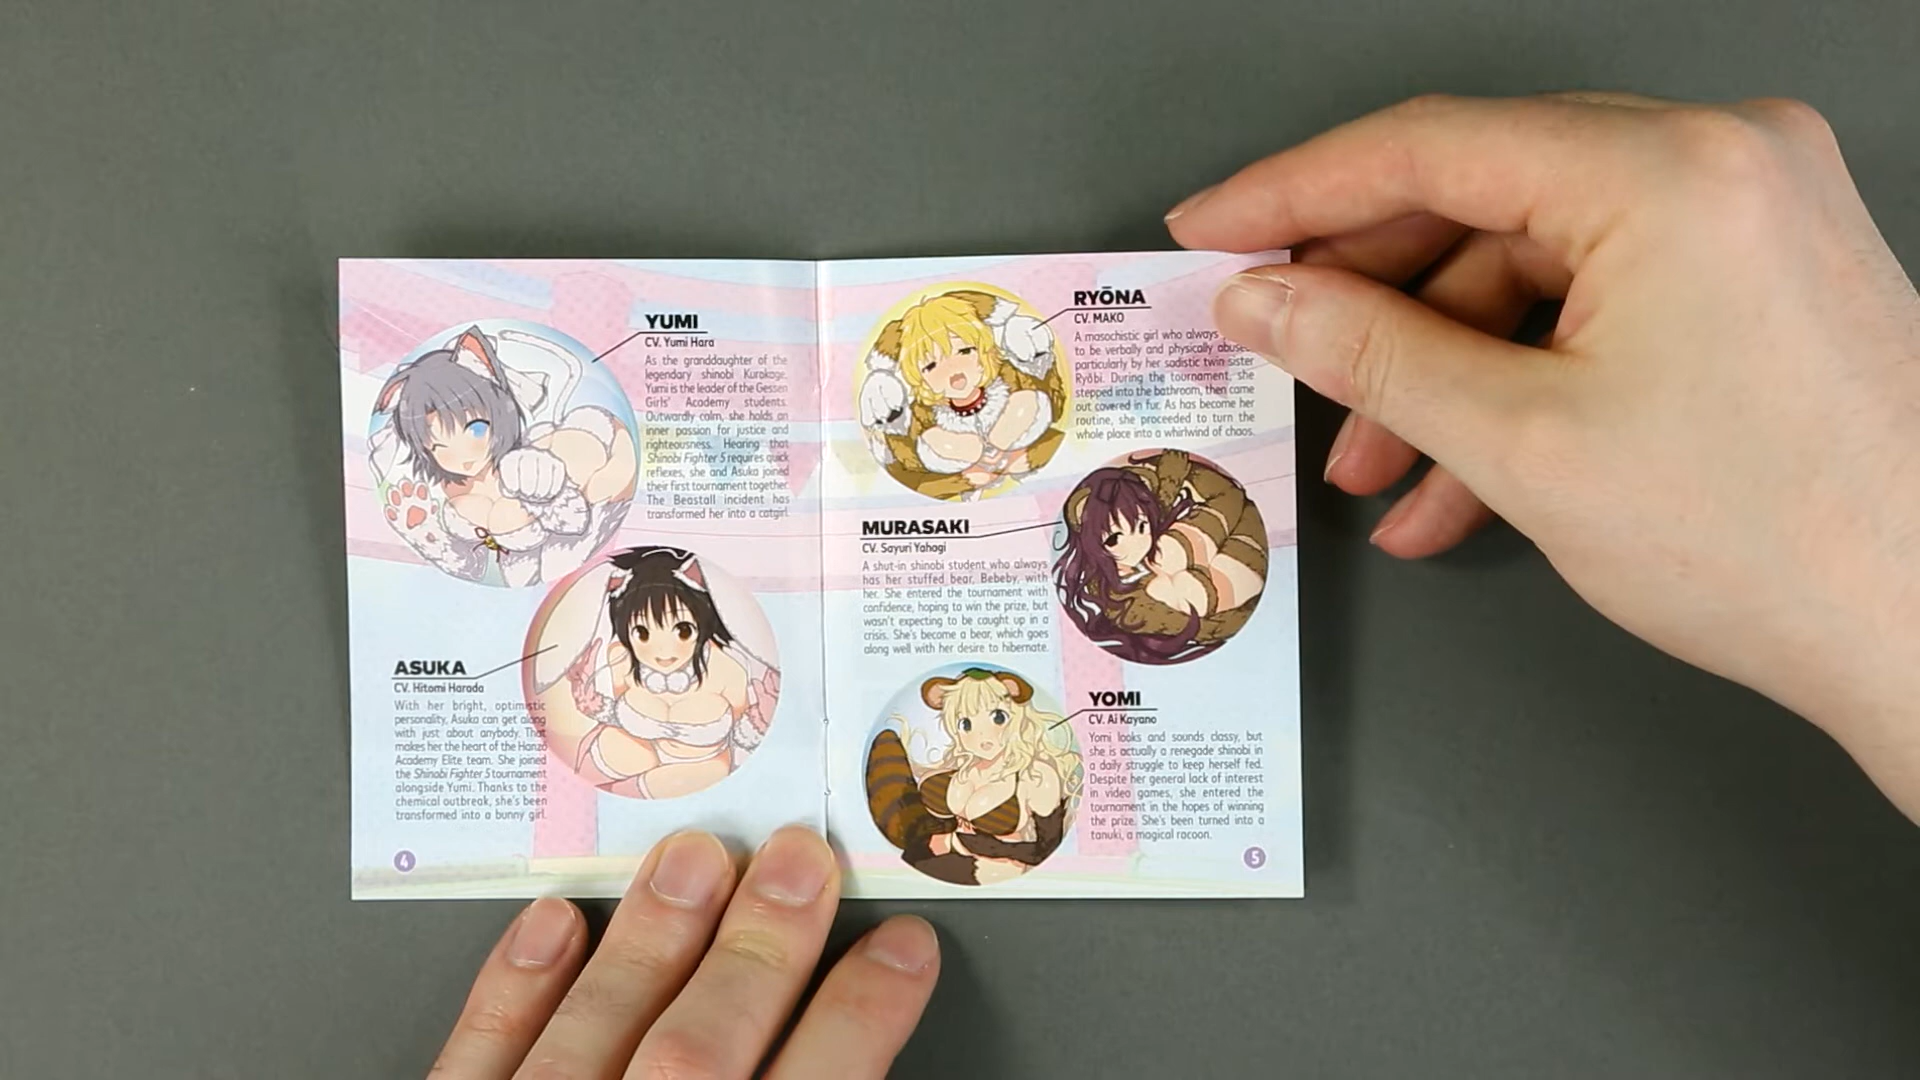 YUMI
CV. Yumi Hara
As the granddaughter of the
legendary shinobi Kurokage,
Yumi is the leader of the Gessen
Girls' Academy students.
Outwardly calm, she holds an
inner passion for justice and
righteousness. Hearing that
Shinobi Fighter 5 requires quick
reflexes, she and Asuka joined
their first tournament together.
The Beastall incident has
transformed her into a catgirl.
ASUKA
CV. Hitomi Harada
With her bright, optimistic
personality, Asuka can get along
with just about anybody. That
makes her the heart of the Hanzō
Academy Elite team. She joined
the Shinobi Fighter 5 tournament
alongside Yumi. Thanks to the
chemical outbreak, she's been
transformed into a bunny girl.
4
RYŌNA
CV. MAKO
A masochistic girl who always
to be verbally and physically abused,
particularly by her sadistic twin sister
Ryōbi. During the tournament, she
stepped into the bathroom, then came
out covered in fur. As has become her
routine, she proceeded to turn the
whole place into a whirlwind of chaos.
MURASAKI
CV. Sayuri Yahagi
A shut-in shinobi student who always
has her stuffed bear, Bebeby, with
her. She entered the tournament with
confidence, hoping to win the prize, but
wasn't expecting to be caught up in a
crisis. She's become a bear, which goes
along well with her desire to hibernate.
YOMI
CV. Ai Kayano
Yomi looks and sounds classy, but
she is actually a renegade shinobi in
a daily struggle to keep herself fed.
Despite her general lack of interest
in video games, she entered the
tournament in the hopes of winning
the prize. She's been turned into a
tanuki, a magical racoon.
5